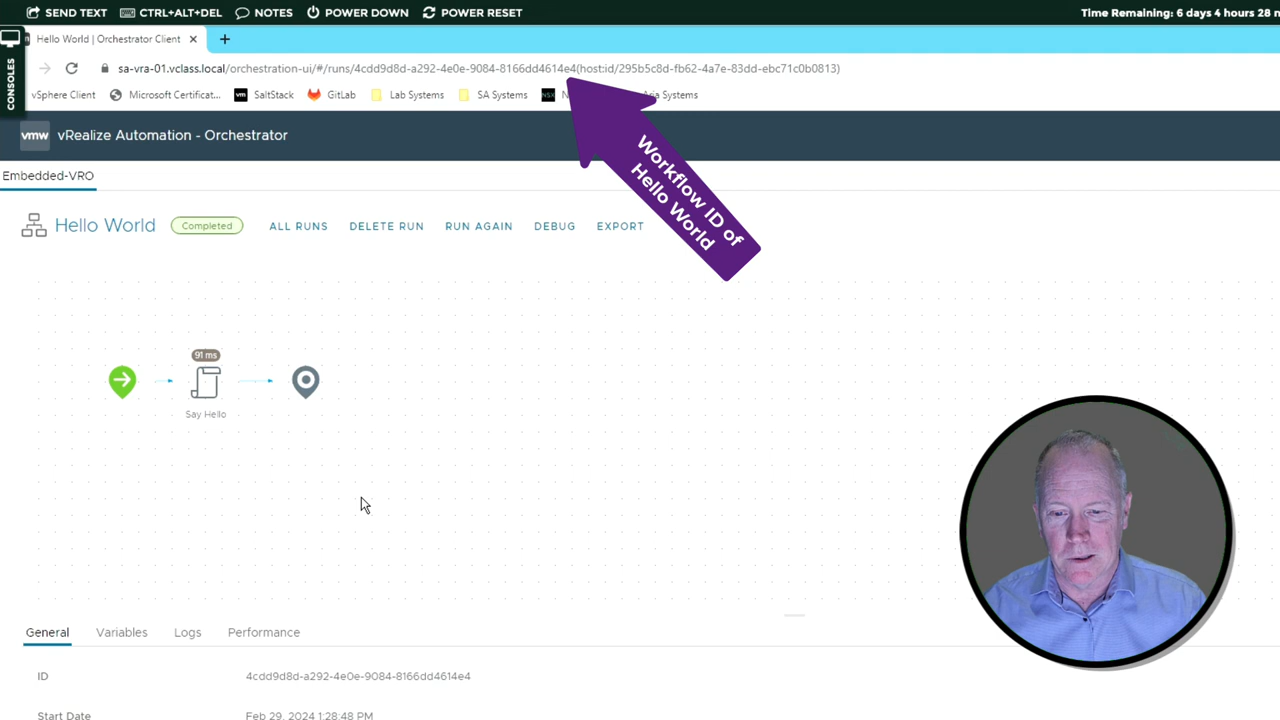 SEND TEXT CTRL+ALT+DEL NOTES POWER DOWN POWER RESET Time Remaining: 6 days 4 hours 28
CONSOLES
Hello World | Orchestrator Client
sa-vra-01.vclass.local/orchestration-ui/#/runs/4cdd9d8d-a292-4e0e-9084-8166dd4614e4(host:id/295b5c8d-fb62-4a7e-83dd-ebc71c0b0813)
vSphere Client Microsoft Certificat... vm SaltStack GitLab Lab Systems SA Systems NSX Systems
vmw vRealize Automation - Orchestrator
Workflow ID of
Hello World
Embedded-VRO
Hello World Completed ALL RUNS DELETE RUN RUN AGAIN DEBUG EXPORT
91 ms
Say Hello
General Variables Logs Performance
ID 4cdd9d8d-a292-4e0e-9084-8166dd4614e4
Start Date Feb 29, 2024 1:28:48 PM